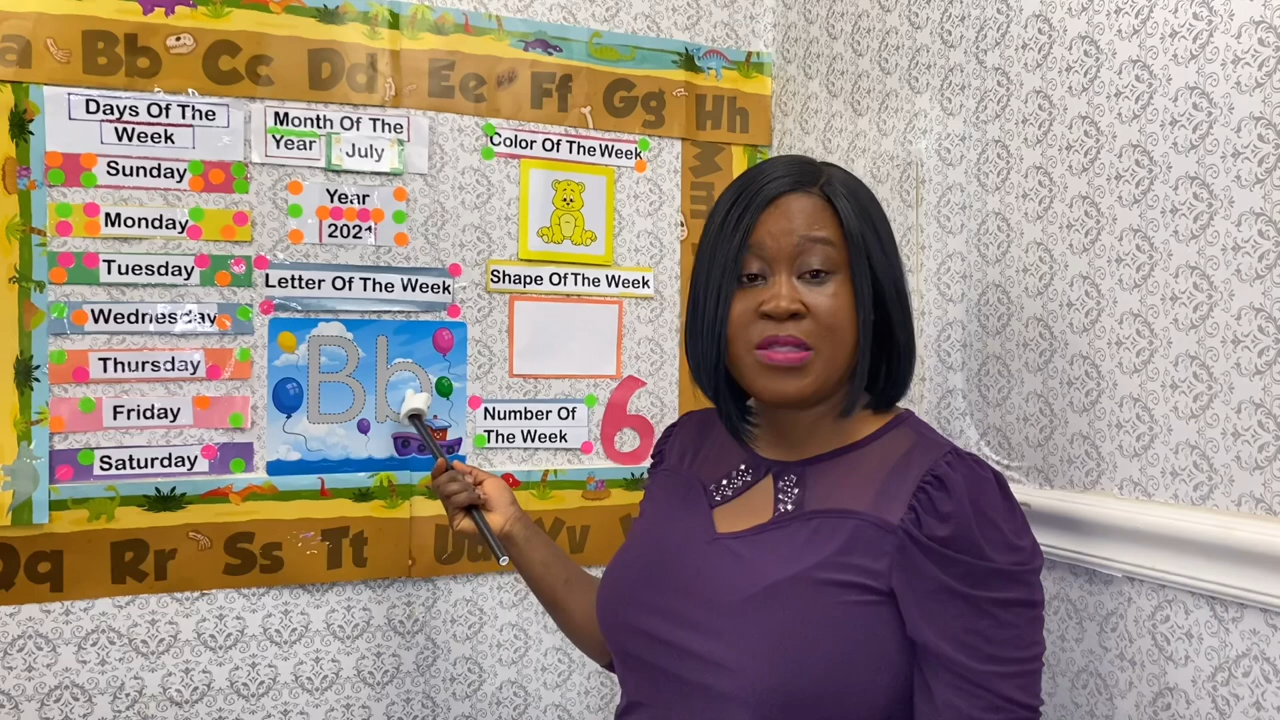 a Bb Cc Dd Ee Ff Gg Hh
Days Of The
Week
Sunday
Monday
Tuesday
Wednesday
Thursday
Friday
Saturday
Month Of The
Year
July
Year
2021
Letter Of The Week
Bb
Color Of The Week
Shape Of The Week
Number Of
The Week
6
Mm
Qq Rr Ss Tt Uu Vv